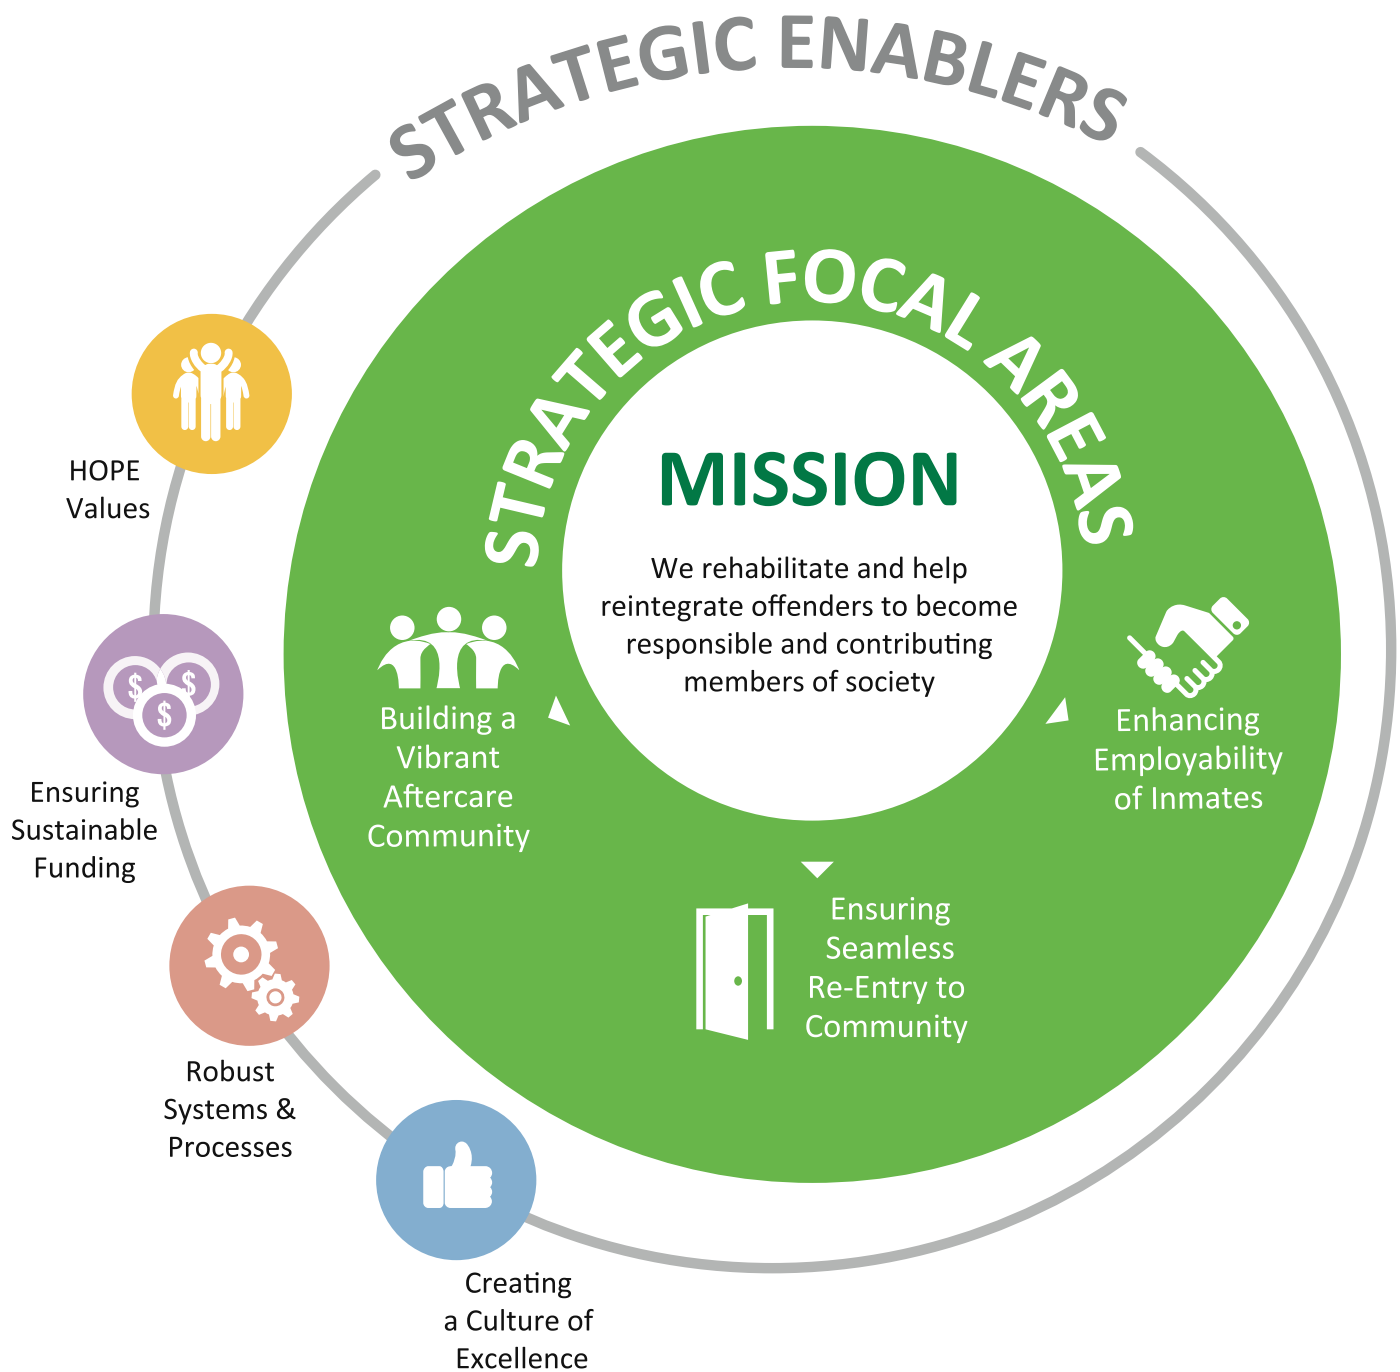 STRATEGIC ENABLERS
STRATEGIC FOCAL AREAS
MISSION
We rehabilitate and help
reintegrate offenders to become
responsible and contributing
members of society
Building a
Vibrant
Aftercare
Community
Enhancing
Employability
of Inmates
Ensuring
Seamless
Re-Entry to
Community
HOPE
Values
$ $
$
Ensuring
Sustainable
Funding
Robust
Systems &
Processes
Creating
a Culture of
Excellence